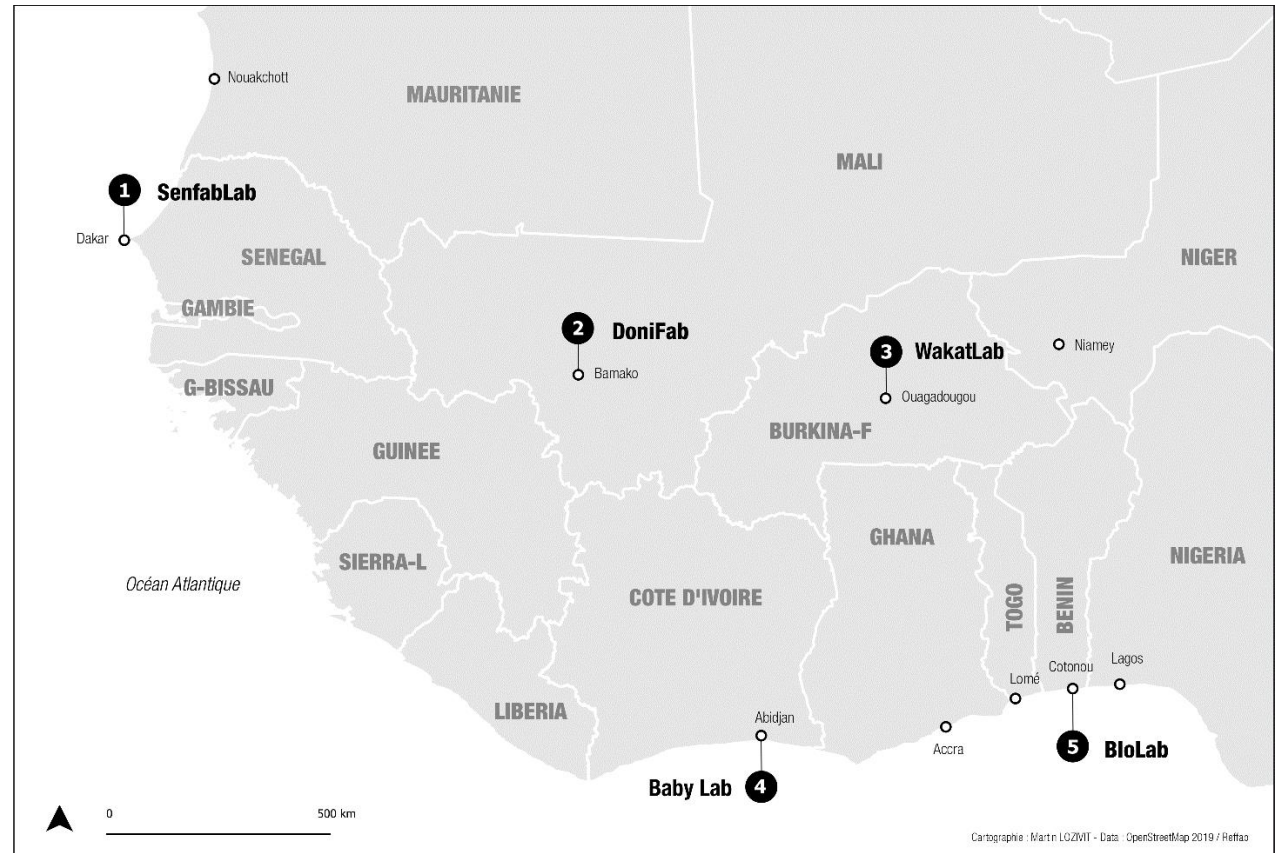 Nouakchott
MAURITANIE
MALI
1 SenfabLab
Dakar
SENEGAL
NIGER
GAMBIE
2 DoniFab
Bamako
3 WakatLab
Niamey
Ouagadougou
G-BISSAU
BURKINA-F
GUINEE
GHANA
SIERRA-L
NIGERIA
Océan Atlantique
COTE D'IVOIRE
TOGO
BENIN
LIBERIA
Lomé
Cotonou
Lagos
Abidjan
Accra
5 BloLab
Baby Lab 4
0 500 km
Cartographie : Martin LOZIVIT - Data : OpenStreetMap 2019 / Reffao